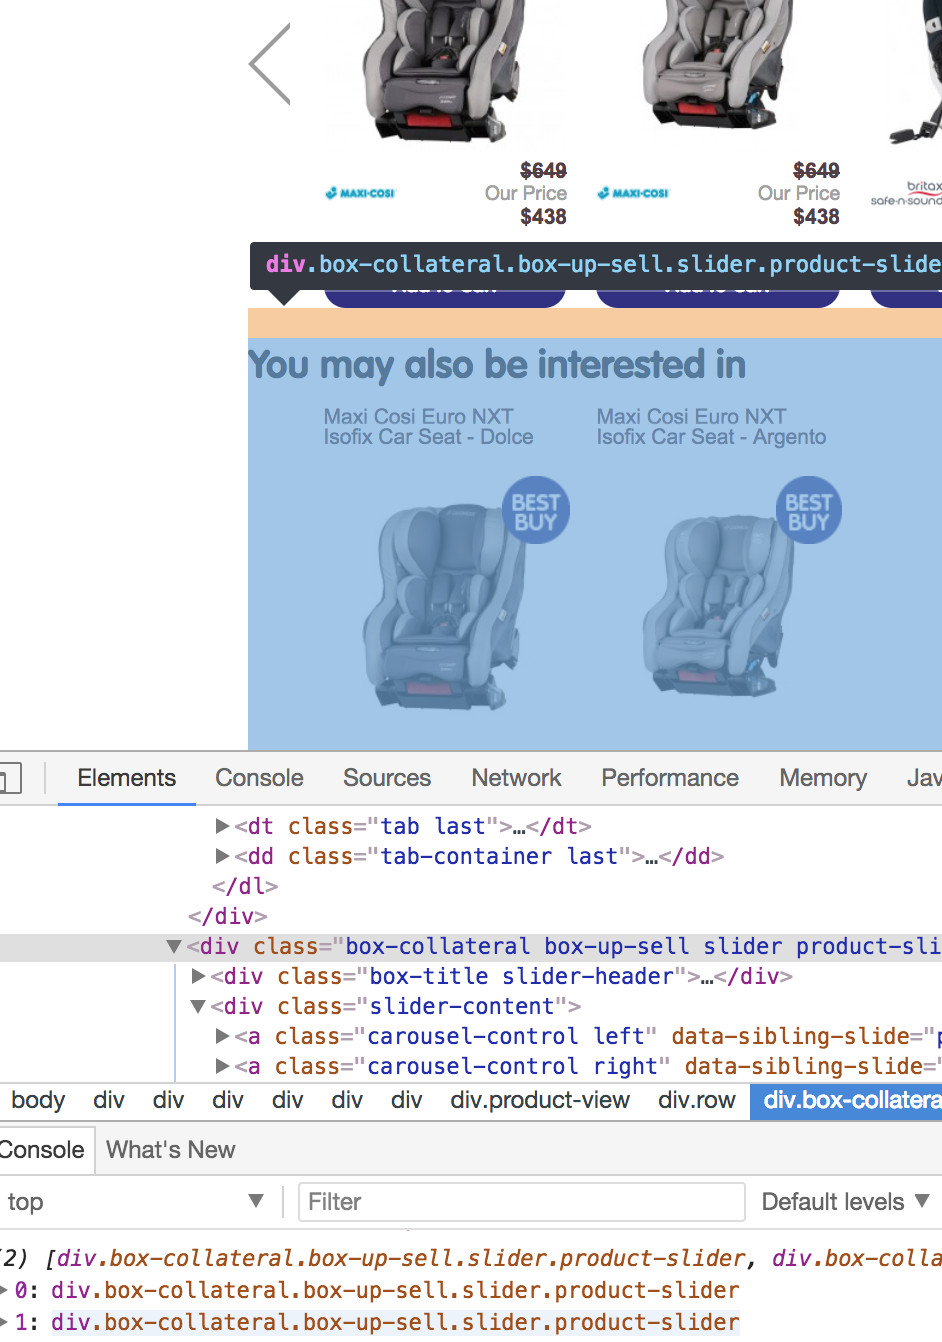 $649 $649
MAXI-COSI Our Price MAXI-COSI Our Price britax
$438 $438 safe-n-sound
div.box-collateral.box-up-sell.slider.product-slide
Add to Cart Add to Cart
You may also be interested in
Maxi Cosi Euro NXT Maxi Cosi Euro NXT
Isofix Car Seat - Dolce Isofix Car Seat - Argento
BEST BEST
BUY BUY
Elements Console Sources Network Performance Memory Jav
▶<dt class="tab last">…</dt>
▶<dd class="tab-container last">…</dd>
</dl>
</div>
▼<div class="box-collateral box-up-sell slider product-sli
▶<div class="box-title slider-header">…</div>
▼<div class="slider-content">
▶<a class="carousel-control left" data-sibling-slide="p
▶<a class="carousel-control right" data-sibling-slide="
body div div div div div div div.product-view div.row div.box-collatera
Console What's New
top ▼ Filter Default levels ▼
(2) [div.box-collateral.box-up-sell.slider.product-slider, div.box-colla
▶0: div.box-collateral.box-up-sell.slider.product-slider
▶1: div.box-collateral.box-up-sell.slider.product-slider